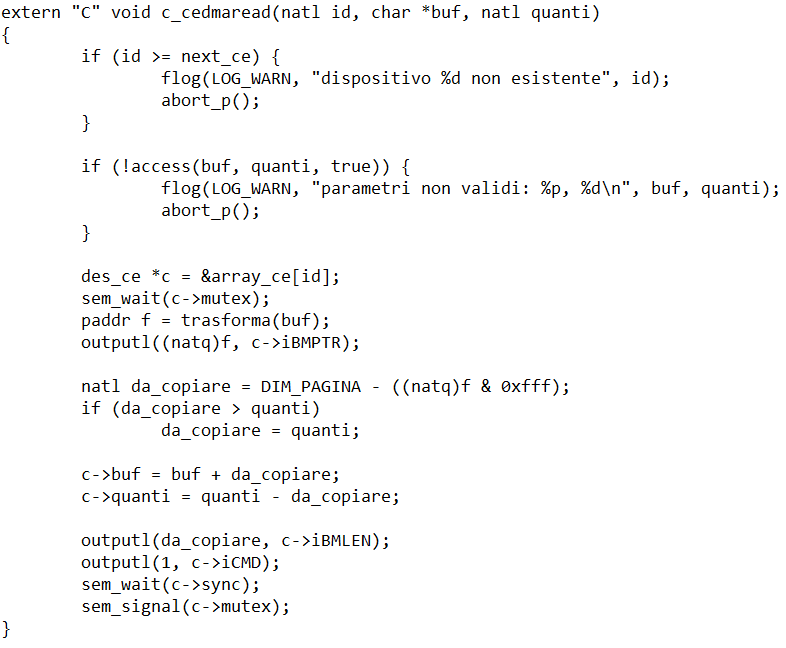 extern "C" void c_cedmaread(natl id, char *buf, natl quanti)
{
        if (id >= next_ce) {
                flog(LOG_WARN, "dispositivo %d non esistente", id);
                abort_p();
        }

        if (!access(buf, quanti, true)) {
                flog(LOG_WARN, "parametri non validi: %p, %d\n", buf, quanti);
                abort_p();
        }

        des_ce *c = &array_ce[id];
        sem_wait(c->mutex);
        paddr f = trasforma(buf);
        outputl((natq)f, c->iBMPTR);

        natl da_copiare = DIM_PAGINA - ((natq)f & 0xfff);
        if (da_copiare > quanti)
                da_copiare = quanti;

        c->buf = buf + da_copiare;
        c->quanti = quanti - da_copiare;

        outputl(da_copiare, c->iBMLEN);
        outputl(1, c->iCMD);
        sem_wait(c->sync);
        sem_signal(c->mutex);
}